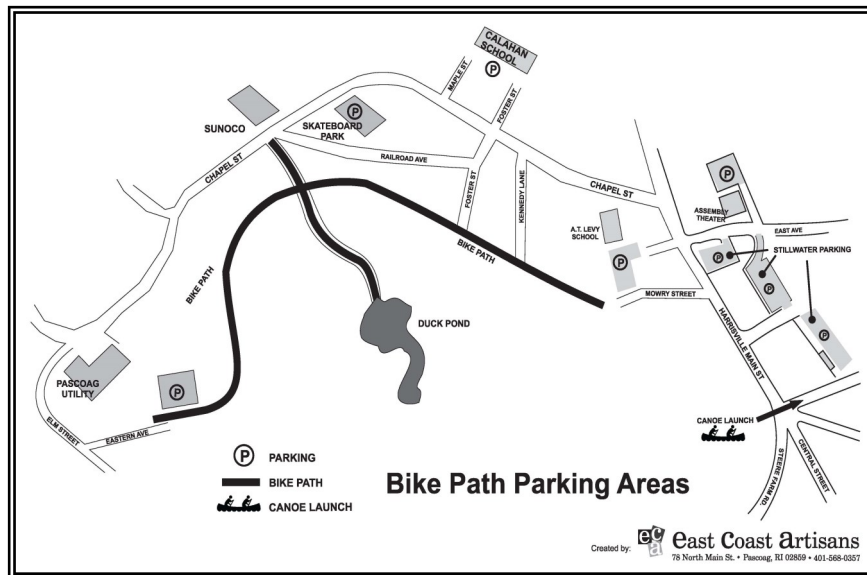 CALAHAN
SCHOOL
P
MAPLE ST
FOSTER ST
SUNOCO
P
SKATEBOARD
PARK
CHAPEL ST
RAILROAD AVE
FOSTER ST
KENNEDY LANE
CHAPEL ST
P
ASSEMBLY
THEATER
EAST AVE
A.T. LEVY
SCHOOL
STILLWATER PARKING
P
P
P
P
BIKE PATH
BIKE PATH
MOWRY STREET
DUCK POND
HARRISVILLE MAIN ST
PASCOAG
UTILITY
P
ELM STREET
EASTERN AVE
CANOE LAUNCH
STEERE FARM RD.
CENTRAL STREET
P PARKING
BIKE PATH
CANOE LAUNCH
Bike Path Parking Areas
Created by:
eca
east coast artisans
78 North Main St. • Pascoag, RI 02859 • 401-568-0357